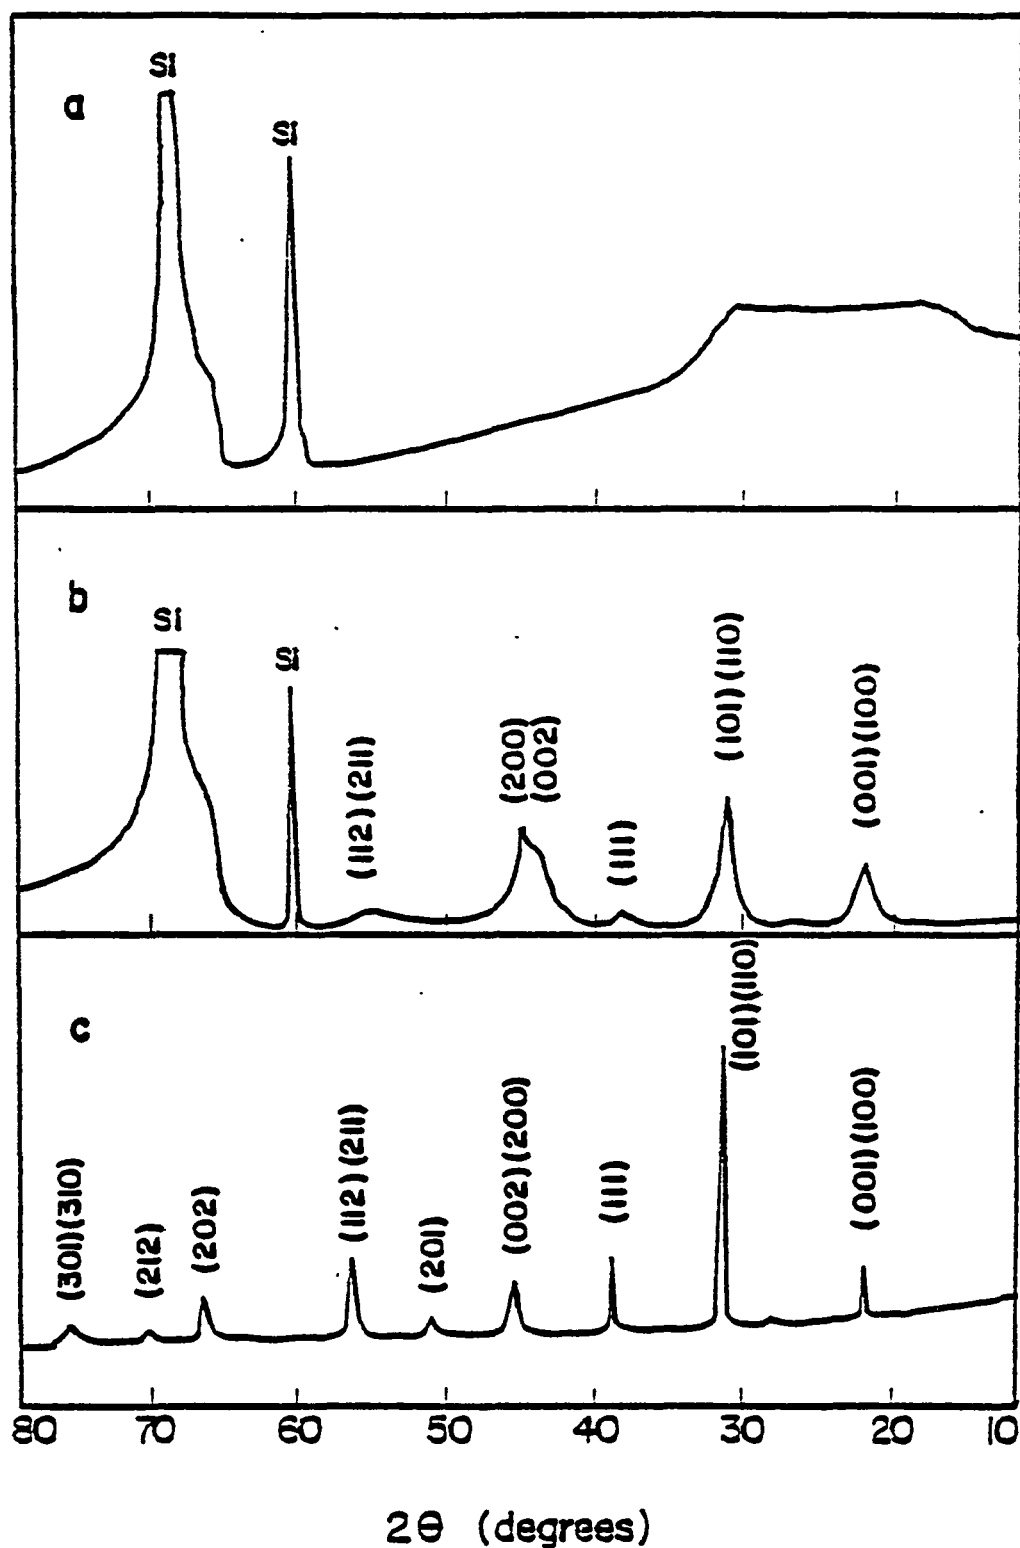 a
Si
Si
b
Si
Si
(112)(211)
(200)
(002)
(111)
(101)(110)
(001)(100)
c
(301)(310)
(212)
(202)
(112)(211)
(201)
(002)(200)
(111)
(101)(110)
(001)(100)
80 70 60 50 40 30 20 10
2θ (degrees)